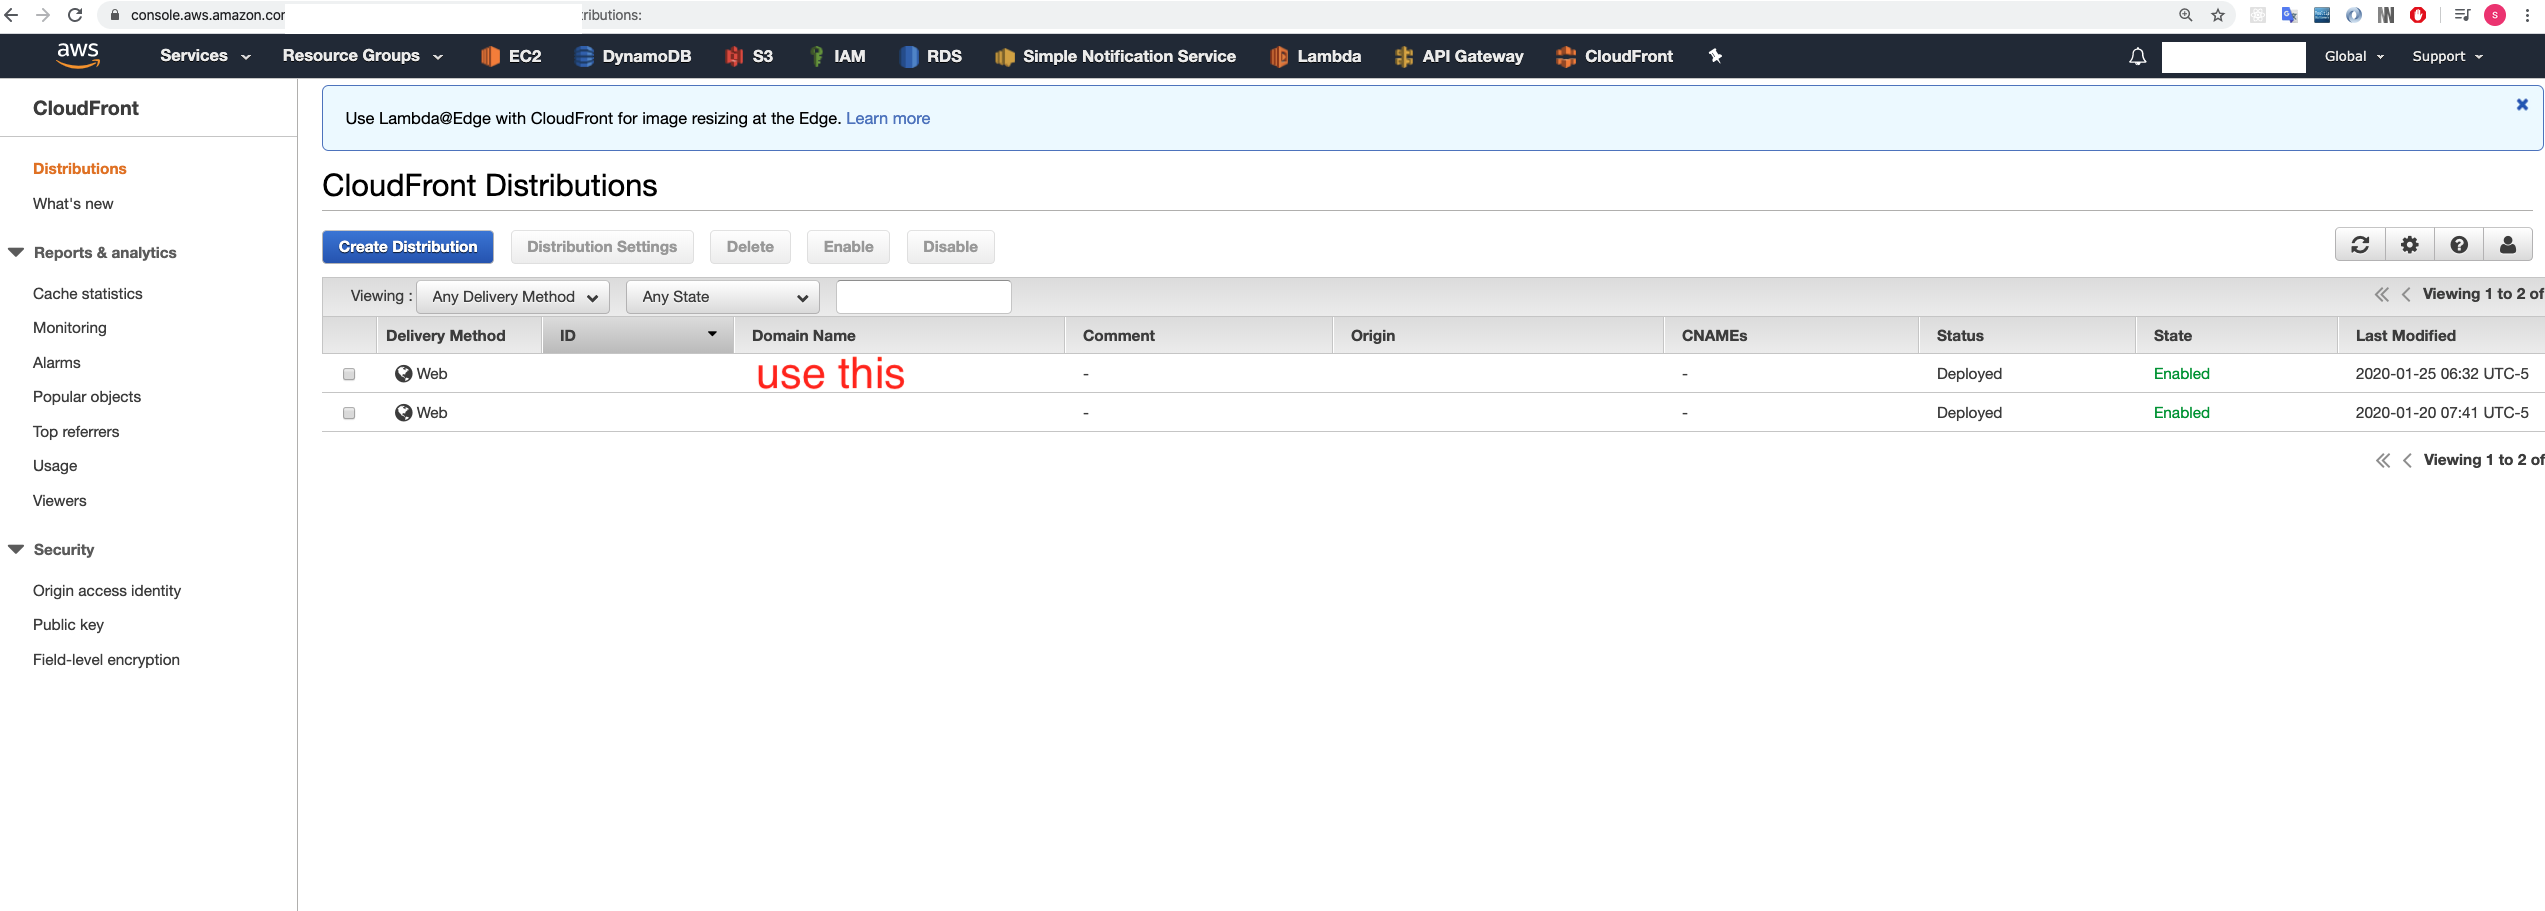 console.aws.amazon.com
ributions:
aws
Services
Resource Groups
EC2
DynamoDB
S3
IAM
RDS
Simple Notification Service
Lambda
API Gateway
CloudFront
Global
Support
CloudFront
Distributions
What's new
Reports & analytics
Cache statistics
Monitoring
Alarms
Popular objects
Top referrers
Usage
Viewers
Security
Origin access identity
Public key
Field-level encryption
Use Lambda@Edge with CloudFront for image resizing at the Edge. Learn more
CloudFront Distributions
Create Distribution
Distribution Settings
Delete
Enable
Disable
Viewing :
Any Delivery Method
Any State
Viewing 1 to 2 of
Delivery Method
ID
Domain Name
Comment
Origin
CNAMEs
Status
State
Last Modified
Web
use this
-
-
Deployed
Enabled
2020-01-25 06:32 UTC-5
Web
-
-
Deployed
Enabled
2020-01-20 07:41 UTC-5
Viewing 1 to 2 of